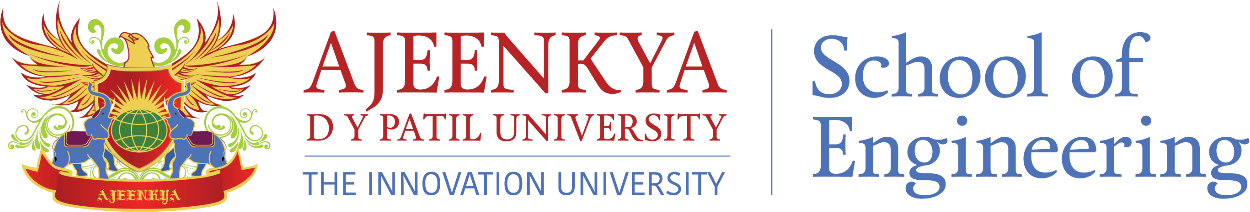 AJEENKYA
AJEENKYA
D Y PATIL UNIVERSITY
THE INNOVATION UNIVERSITY
School of
Engineering